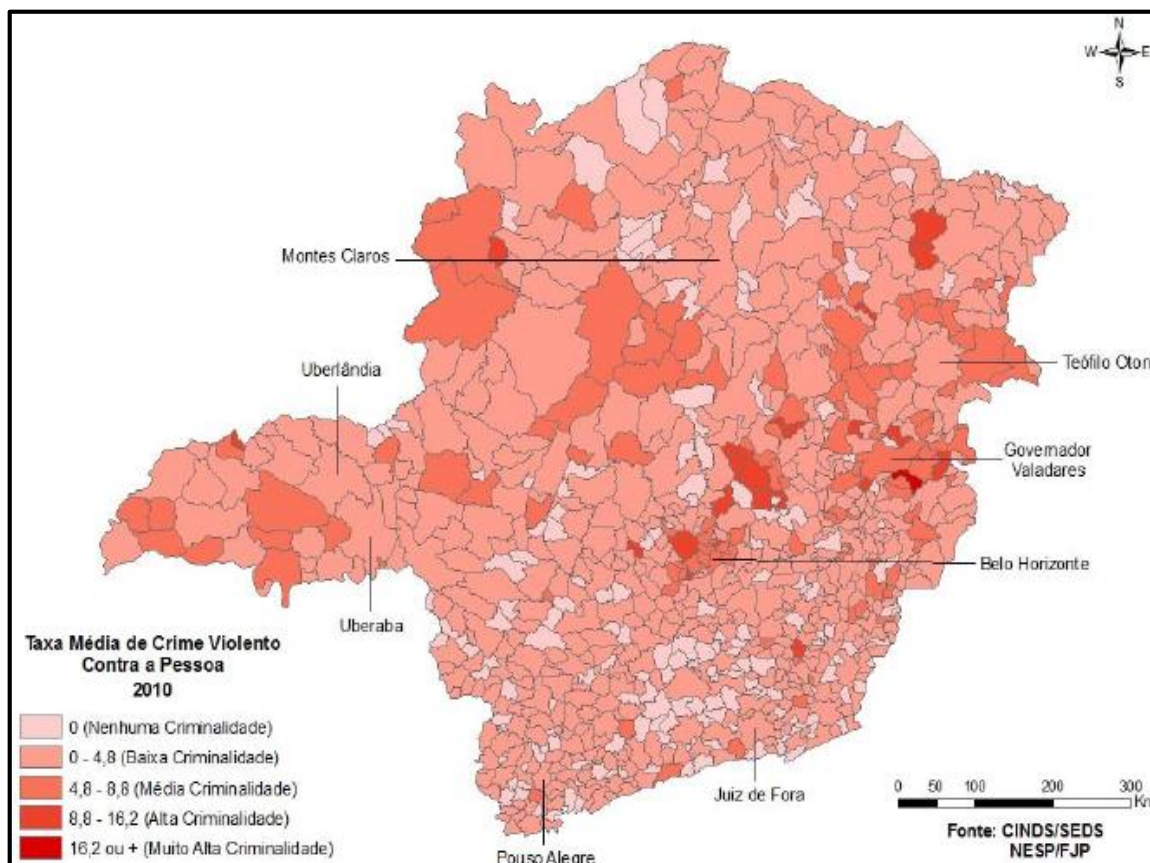 N
W E
S
Montes Claros
Uberlândia
Teófilo Oton
Governador
Valadares
Belo Horizonte
Uberaba
Taxa Média de Crime Violento
Contra a Pessoa
2010
0 (Nenhuma Criminalidade)
0 - 4,8 (Baixa Criminalidade)
4,8 - 8,8 (Média Criminalidade)
8,8 - 16,2 (Alta Criminalidade)
16,2 ou + (Muito Alta Criminalidade)
Juiz de Fora
Pouso Alegre
0 50 100 200 300
Km
Fonte: CINDS/SEDS
NESP/FJP